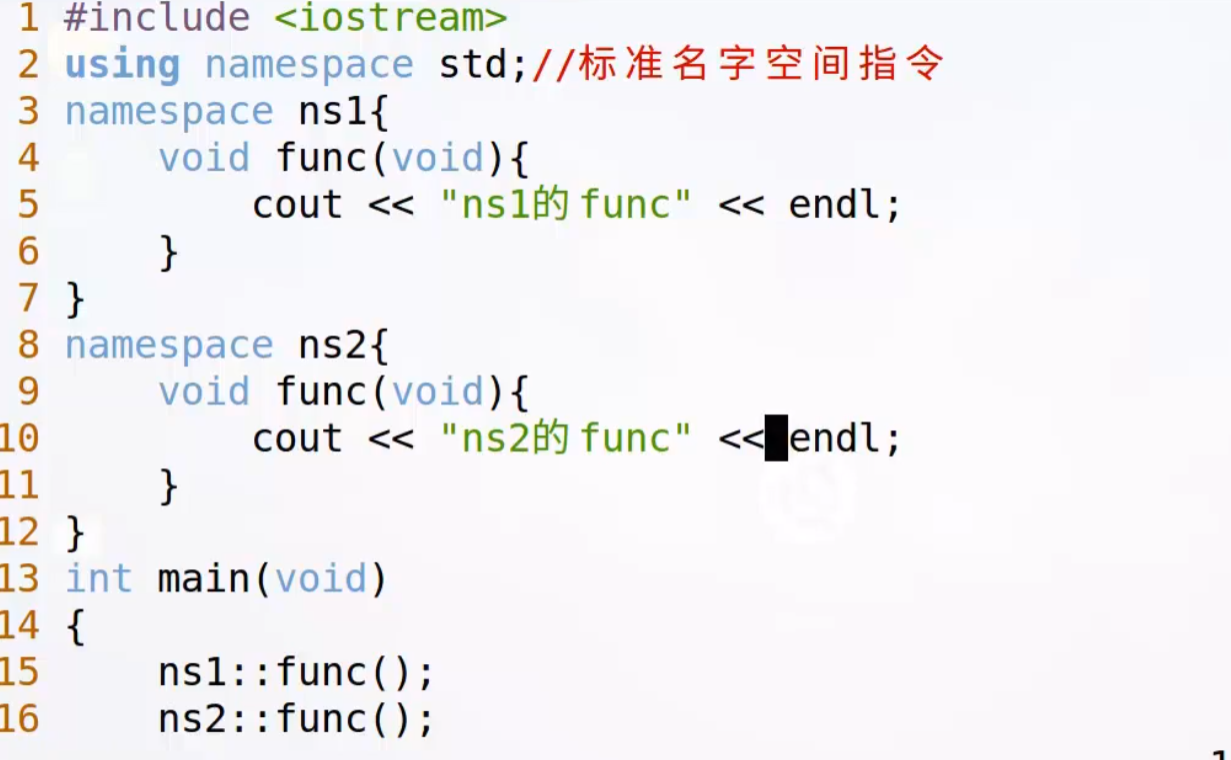 1 #include <iostream>
2 using namespace std;//标准名字空间指令
3 namespace ns1{
4     void func(void){
5         cout << "ns1的func" << endl;
6     }
7 }
8 namespace ns2{
9     void func(void){
10         cout << "ns2的func" << endl;
11     }
12 }
13 int main(void)
14 {
15     ns1::func();
16     ns2::func();